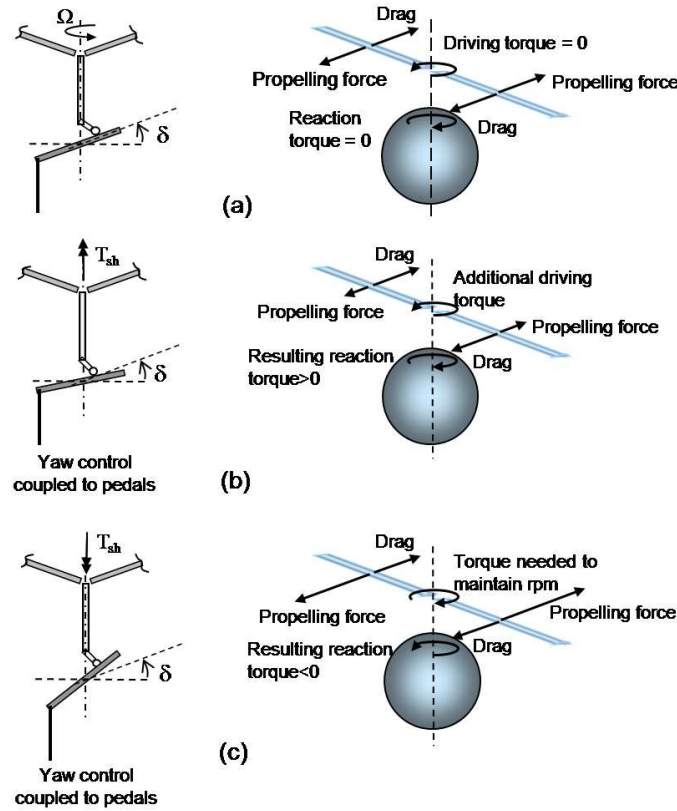 Ω
δ
Drag
Driving torque = 0
Propelling force
Propelling force
Reaction
torque = 0
Drag
(a)
Tsh
δ
Yaw control
coupled to pedals
Drag
Additional driving
torque
Propelling force
Propelling force
Resulting reaction
torque>0
Drag
(b)
Tsh
δ
Yaw control
coupled to pedals
Drag
Torque needed to
maintain rpm
Propelling force
Propelling force
Resulting reaction
torque<0
Drag
(c)